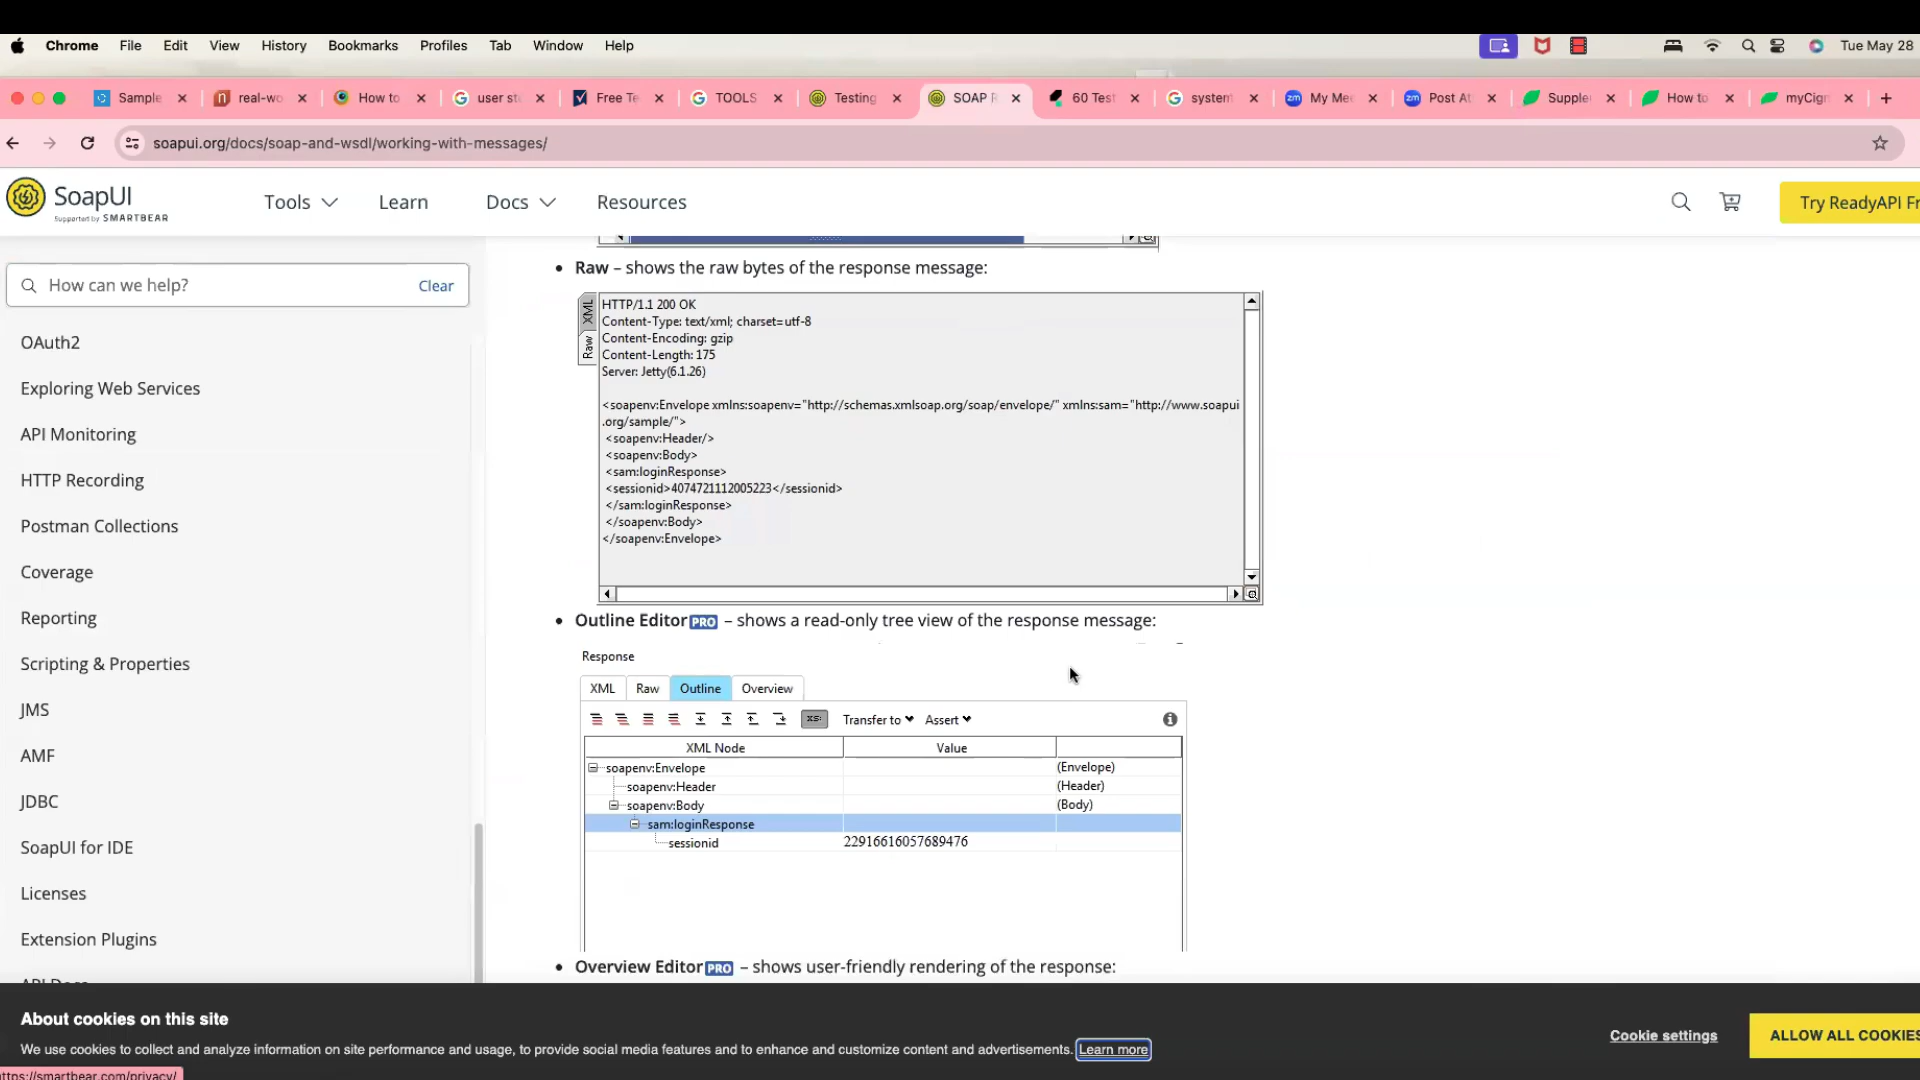 Chrome File Edit View History Bookmarks Profiles Tab Window Help Tue May 28
Sample real-wo How to user st Free Te TOOLS Testing SOAP R 60 Test system My Mee Post At Supple How to myCig
soapui.org/docs/soap-and-wsdl/working-with-messages/
SoapUI
Supported by SMARTBEAR
Tools Learn Docs Resources
Try ReadyAPI Fr
How can we help? Clear
OAuth2
Exploring Web Services
API Monitoring
HTTP Recording
Postman Collections
Coverage
Reporting
Scripting & Properties
JMS
AMF
JDBC
SoapUI for IDE
Licenses
Extension Plugins
API Docs
Raw – shows the raw bytes of the response message:
XML
Raw
HTTP/1.1 200 OK
Content-Type: text/xml; charset=utf-8
Content-Encoding: gzip
Content-Length: 175
Server: Jetty(6.1.26)
<soapenv:Envelope xmlns:soapenv="http://schemas.xmlsoap.org/soap/envelope/" xmlns:sam="http://www.soapui
.org/sample/">
<soapenv:Header/>
<soapenv:Body>
<sam:loginResponse>
<sessionid>4074721112005223</sessionid>
</sam:loginResponse>
</soapenv:Body>
</soapenv:Envelope>
Outline Editor PRO – shows a read-only tree view of the response message:
Response
XML Raw Outline Overview
XS: Transfer to Assert
XML Node Value
soapenv:Envelope (Envelope)
soapenv:Header (Header)
soapenv:Body (Body)
sam:loginResponse
sessionid 22916616057689476
Overview Editor PRO – shows user-friendly rendering of the response:
About cookies on this site
We use cookies to collect and analyze information on site performance and usage, to provide social media features and to enhance and customize content and advertisements. Learn more
Cookie settings
ALLOW ALL COOKIES
ttps://smartbear.com/privacy/